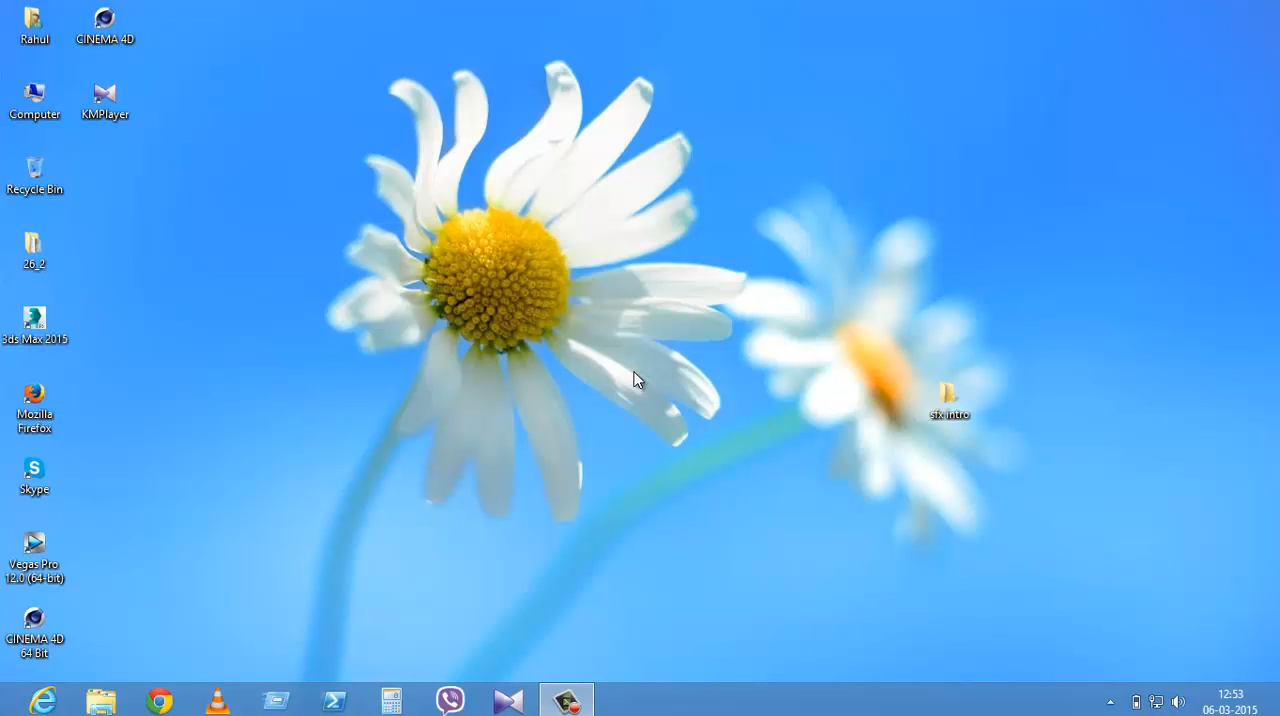 Rahul
CINEMA 4D
Computer
KMPlayer
Recycle Bin
26_2
3ds Max 2015
Mozilla
Firefox
Skype
Vegas Pro
12.0 (64-bit)
CINEMA 4D
64 Bit
sfx intro
12:53
06-03-2015